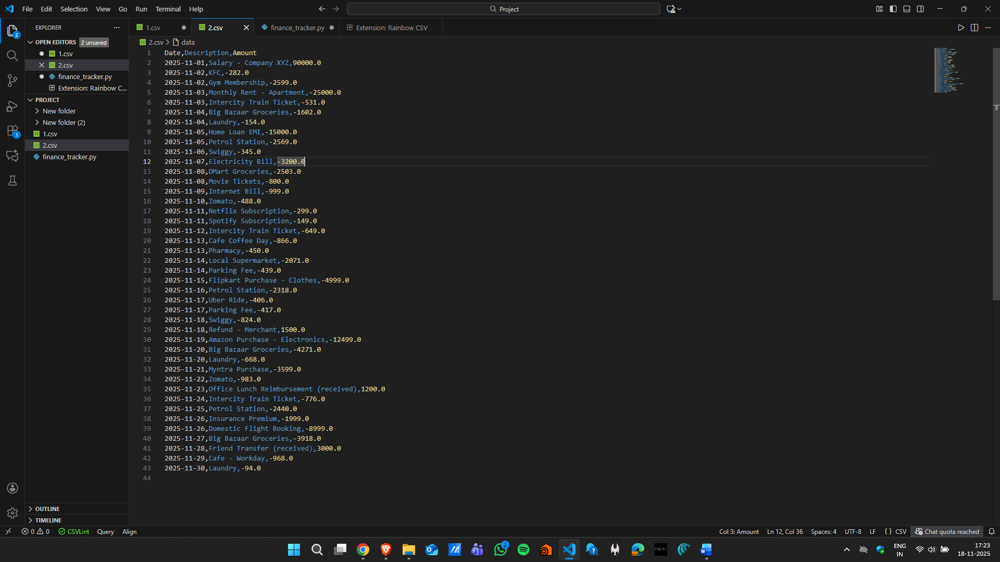 File Edit Selection View Go Run Terminal Help
Project
EXPLORER
OPEN EDITORS 2 unsaved
1.csv
2.csv
finance_tracker.py
Extension: Rainbow C...
PROJECT
New folder
New folder (2)
1.csv
2.csv
finance_tracker.py
OUTLINE
TIMELINE
2
1
1.csv 2.csv finance_tracker.py Extension: Rainbow CSV
2.csv > data
1 Date,Description,Amount
2 2025-11-01,Salary - Company XYZ,90000.0
3 2025-11-02,KFC,-282.0
4 2025-11-02,Gym Membership,-2599.0
5 2025-11-03,Monthly Rent - Apartment,-25000.0
6 2025-11-03,Intercity Train Ticket,-531.0
7 2025-11-04,Big Bazaar Groceries,-1602.0
8 2025-11-04,Laundry,-154.0
9 2025-11-05,Home Loan EMI,-15000.0
10 2025-11-05,Petrol Station,-2569.0
11 2025-11-06,Swiggy,-345.0
12 2025-11-07,Electricity Bill,-3200.0
13 2025-11-08,DMart Groceries,-2503.0
14 2025-11-08,Movie Tickets,-800.0
15 2025-11-09,Internet Bill,-999.0
16 2025-11-10,Zomato,-488.0
17 2025-11-11,Netflix Subscription,-299.0
18 2025-11-11,Spotify Subscription,-149.0
19 2025-11-12,Intercity Train Ticket,-649.0
20 2025-11-13,Cafe Coffee Day,-866.0
21 2025-11-13,Pharmacy,-450.0
22 2025-11-14,Local Supermarket,-2071.0
23 2025-11-14,Parking Fee,-439.0
24 2025-11-15,Flipkart Purchase - Clothes,-4999.0
25 2025-11-16,Petrol Station,-2318.0
26 2025-11-17,Uber Ride,-406.0
27 2025-11-17,Parking Fee,-417.0
28 2025-11-18,Swiggy,-824.0
29 2025-11-18,Refund - Merchant,1500.0
30 2025-11-19,Amazon Purchase - Electronics,-12499.0
31 2025-11-20,Big Bazaar Groceries,-4271.0
32 2025-11-20,Laundry,-668.0
33 2025-11-21,Myntra Purchase,-3599.0
34 2025-11-22,Zomato,-983.0
35 2025-11-23,Office Lunch Reimbursement (received),1200.0
36 2025-11-24,Intercity Train Ticket,-776.0
37 2025-11-25,Petrol Station,-2440.0
38 2025-11-26,Insurance Premium,-1999.0
39 2025-11-26,Domestic Flight Booking,-8999.0
40 2025-11-27,Big Bazaar Groceries,-3918.0
41 2025-11-28,Friend Transfer (received),3000.0
42 2025-11-29,Cafe - Workday,-968.0
43 2025-11-30,Laundry,-94.0
44
0 0 CSVLint Query Align Col 3: Amount Ln 12, Col 36 Spaces: 4 UTF-8 LF {} CSV Chat quota reached
2
ENG
IN
17:23
18-11-2025